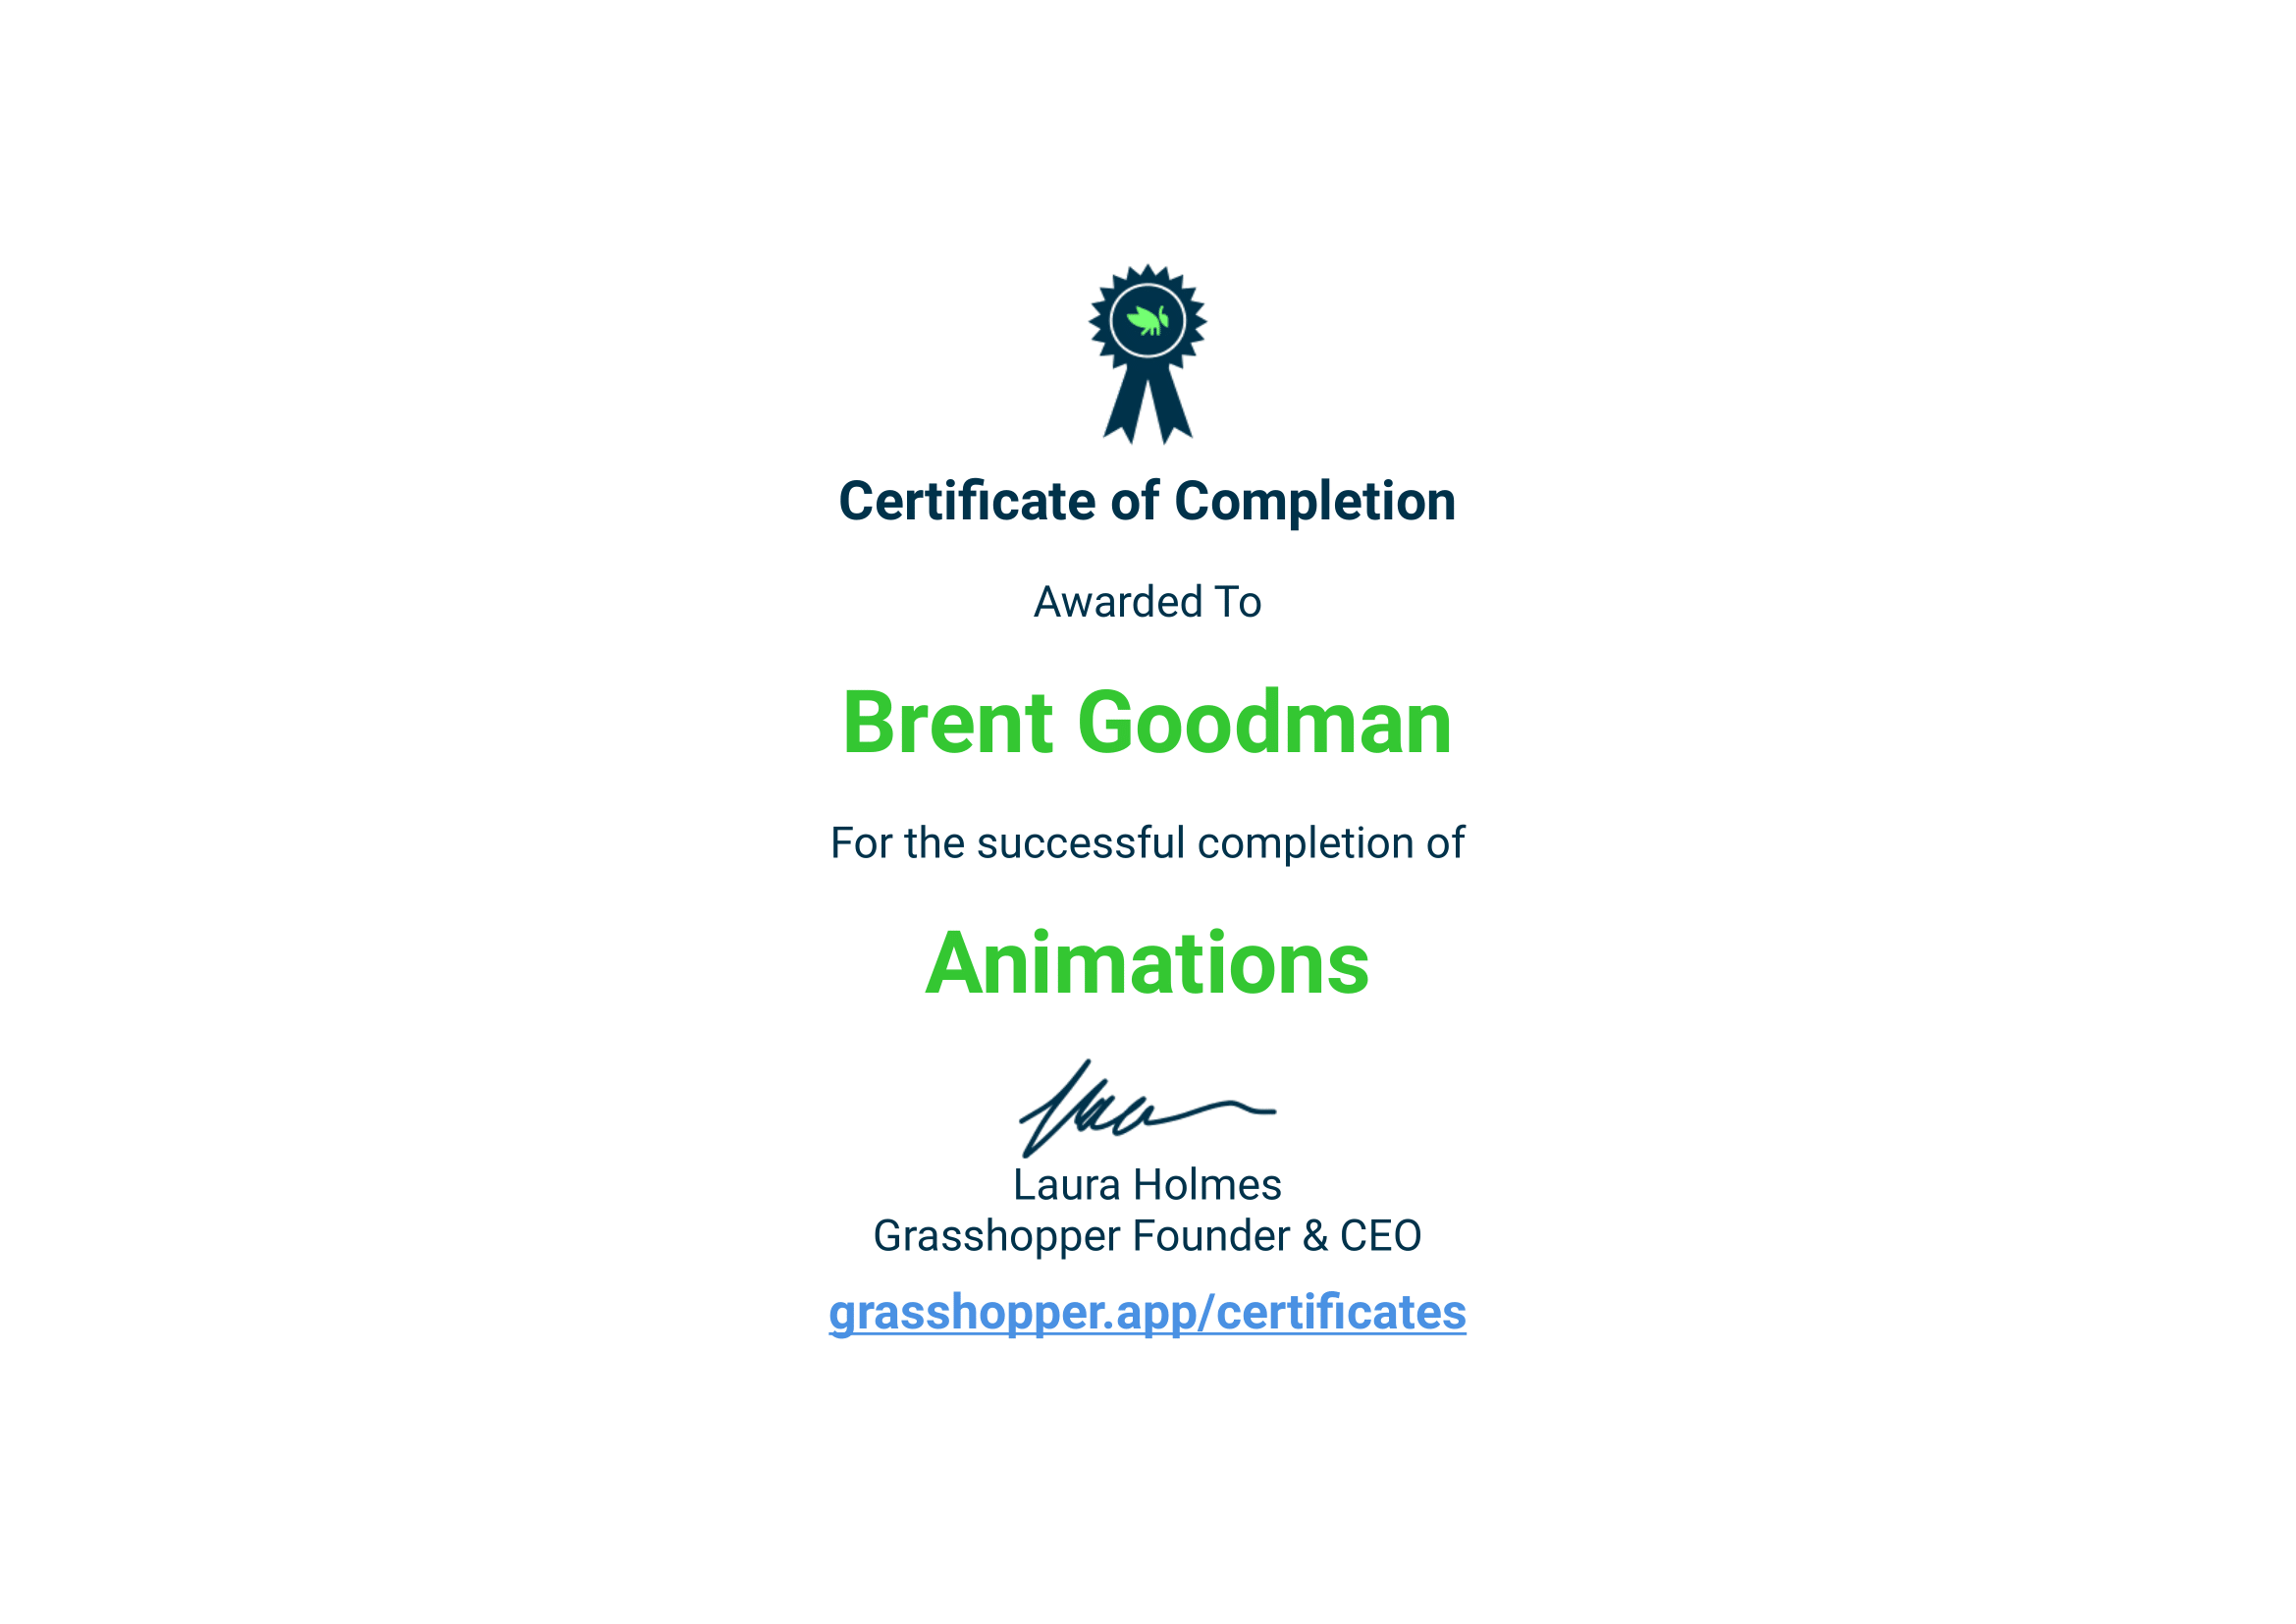 Certificate of Completion
Awarded To
Brent Goodman
For the successful completion of
Animations
Laura Holmes
Grasshopper Founder & CEO
grasshopper.app/certificates